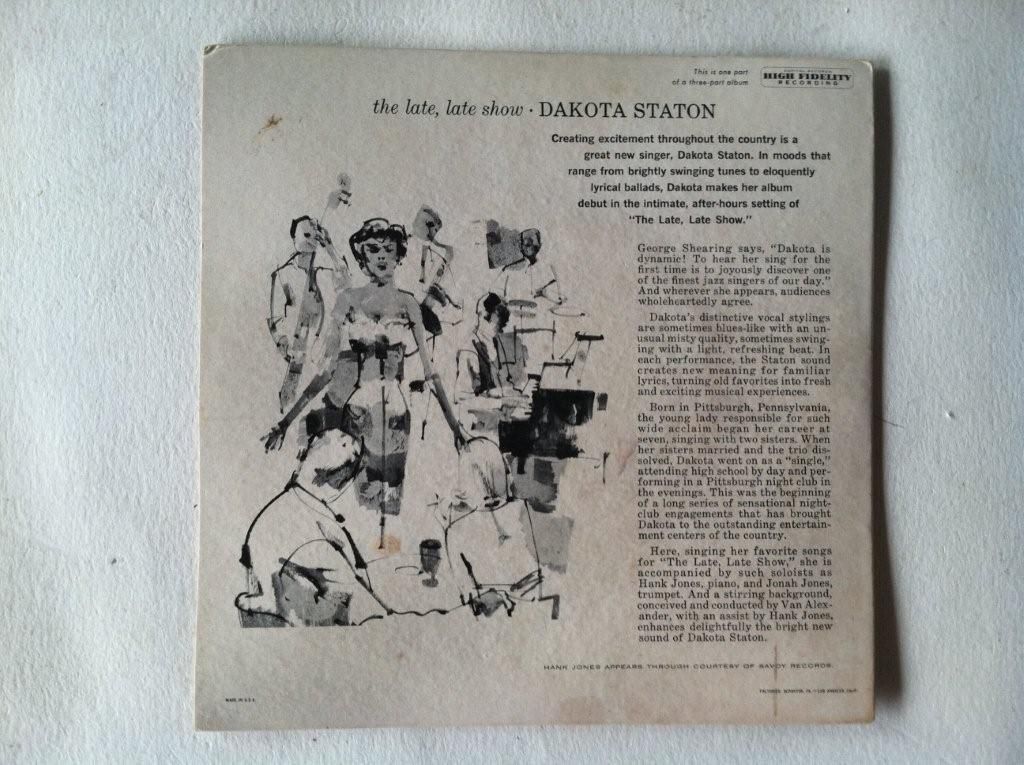 This is one part
of a three-part album
CAPITOL RECORDS
HIGH FIDELITY
RECORDING
the late, late show · DAKOTA STATON
Creating excitement throughout the country is a
great new singer, Dakota Staton. In moods that
range from brightly swinging tunes to eloquently
lyrical ballads, Dakota makes her album
debut in the intimate, after-hours setting of
"The Late, Late Show."
George Shearing says, "Dakota is
dynamic! To hear her sing for the
first time is to joyously discover one
of the finest jazz singers of our day."
And wherever she appears, audiences
wholeheartedly agree.
Dakota's distinctive vocal stylings
are sometimes blues-like with an un-
usual misty quality, sometimes swing-
ing with a light, refreshing beat. In
each performance, the Staton sound
creates new meaning for familiar
lyrics, turning old favorites into fresh
and exciting musical experiences.
Born in Pittsburgh, Pennsylvania,
the young lady responsible for such
wide acclaim began her career at
seven, singing with two sisters. When
her sisters married and the trio dis-
solved, Dakota went on as a "single,"
attending high school by day and per-
forming in a Pittsburgh night club in
the evenings. This was the beginning
of a long series of sensational night-
club engagements that has brought
Dakota to the outstanding entertain-
ment centers of the country.
Here, singing her favorite songs
for "The Late, Late Show," she is
accompanied by such soloists as
Hank Jones, piano, and Jonah Jones,
trumpet. And a stirring background,
conceived and conducted by Van Alex-
ander, with an assist by Hank Jones,
enhances delightfully the bright new
sound of Dakota Staton.
HANK JONES APPEARS THROUGH COURTESY OF SAVOY RECORDS.
MADE IN U.S.A.
FACTORIES: SCRANTON, PA.—LOS ANGELES, CALIF.